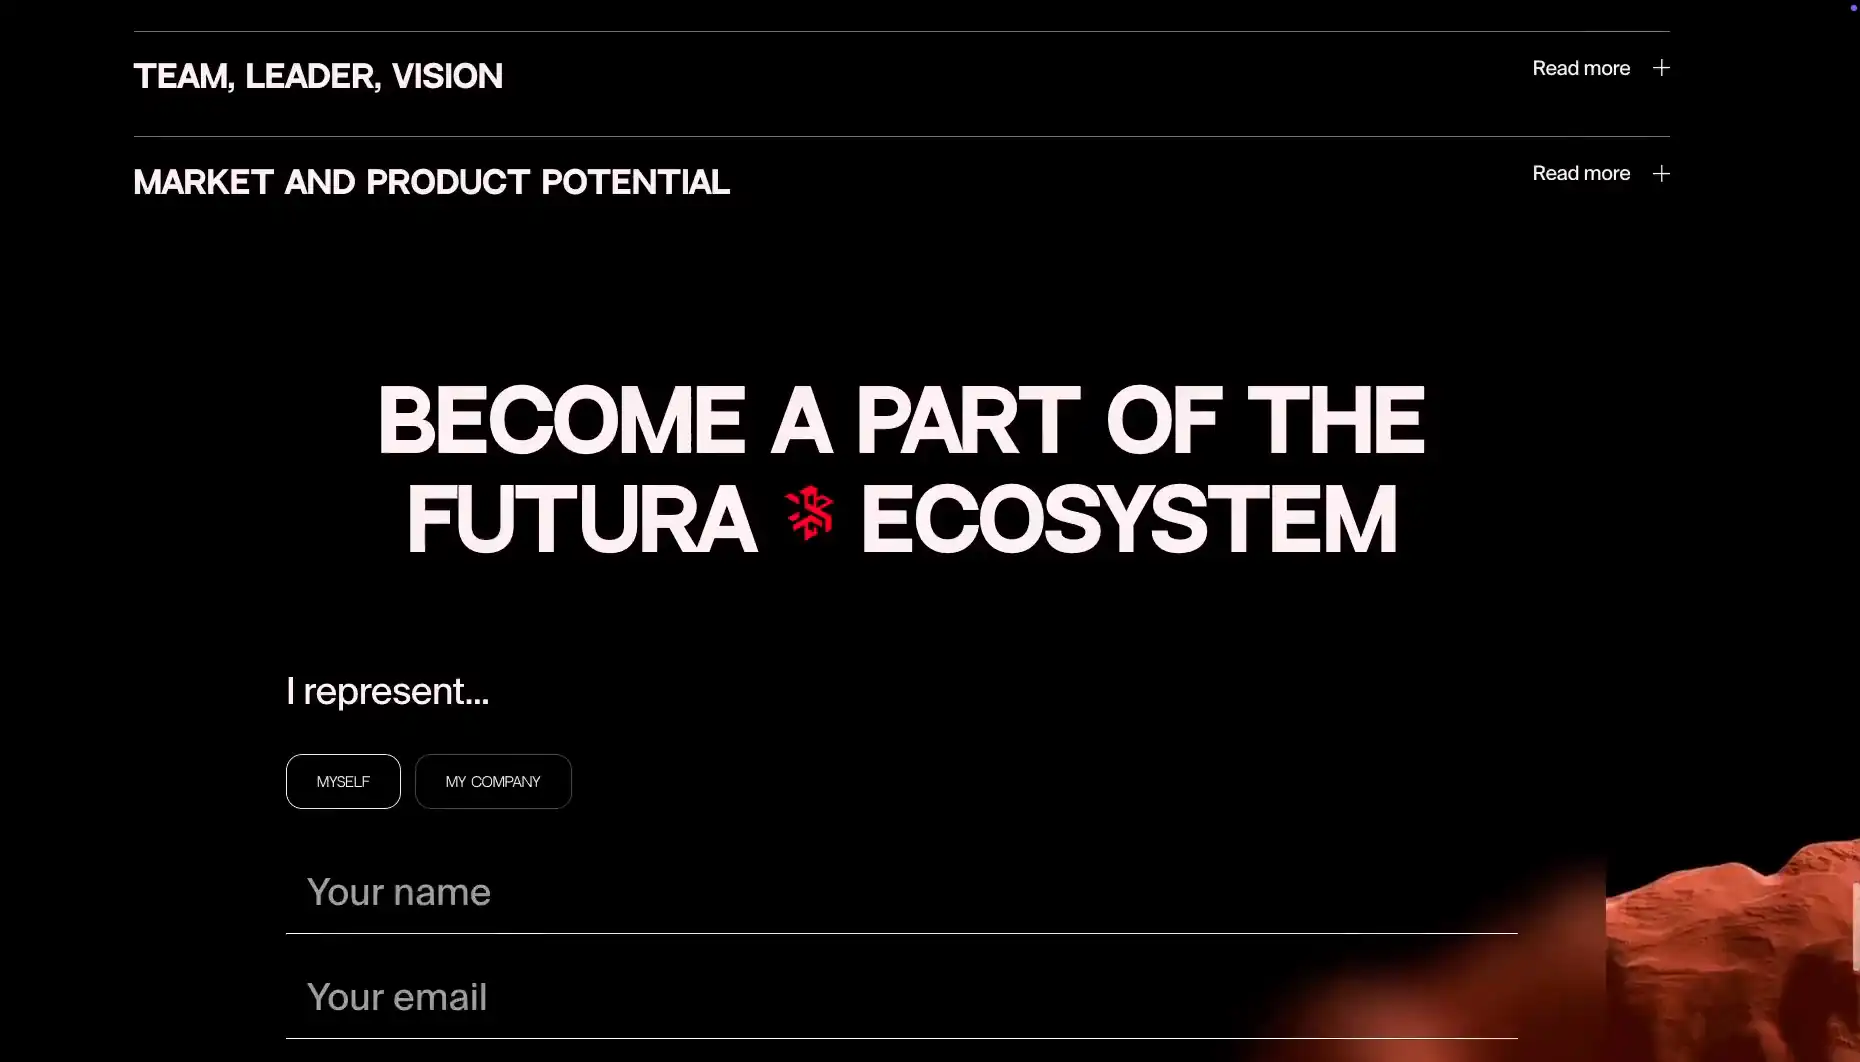 TEAM, LEADER, VISION
Read more
MARKET AND PRODUCT POTENTIAL
Read more
BECOME A PART OF THE
FUTURA ECOSYSTEM
I represent...
MYSELF
MY COMPANY
Your name
Your email